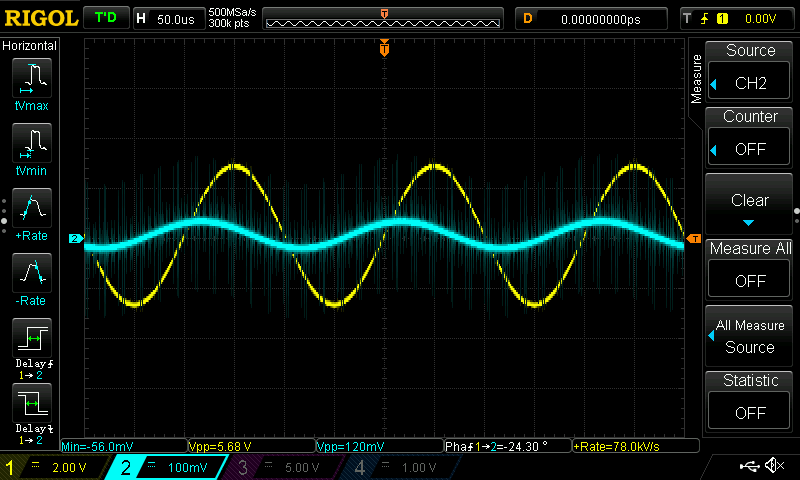 RIGOL T'D H 50.0us 500MSa/s 300k pts T D 0.00000000ps T 1 0.00V
Horizontal
tVmax
tVmin
+Rate
-Rate
Delay
1→2
Delay
1→2
T
2
T
Measure
Source
CH2
Counter
OFF
Clear
Measure All
OFF
All Measure
Source
Statistic
OFF
Min=-56.0mV Vpp=5.68 V Vpp=120mV Pha 1→2=-24.30 ° +Rate=78.0kV/s
1 2.00 V 2 100mV 3 5.00 V 4 1.00 V